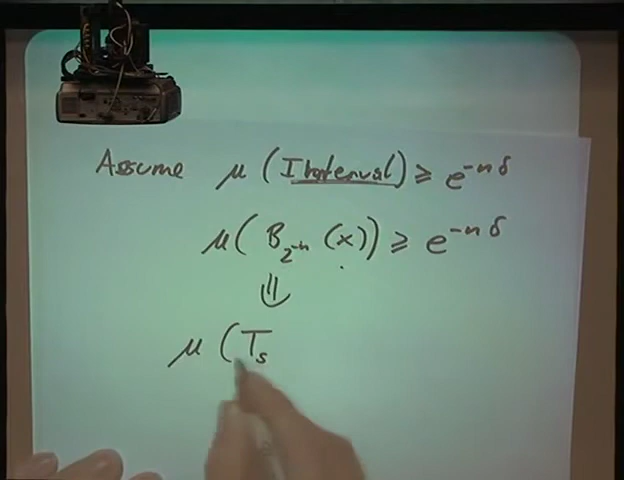 Assume μ (Interval) ≥ e^{-nδ}
μ( B_{2^{-n}} (x)) ≥ e^{-nδ}
⇓
μ (T_s